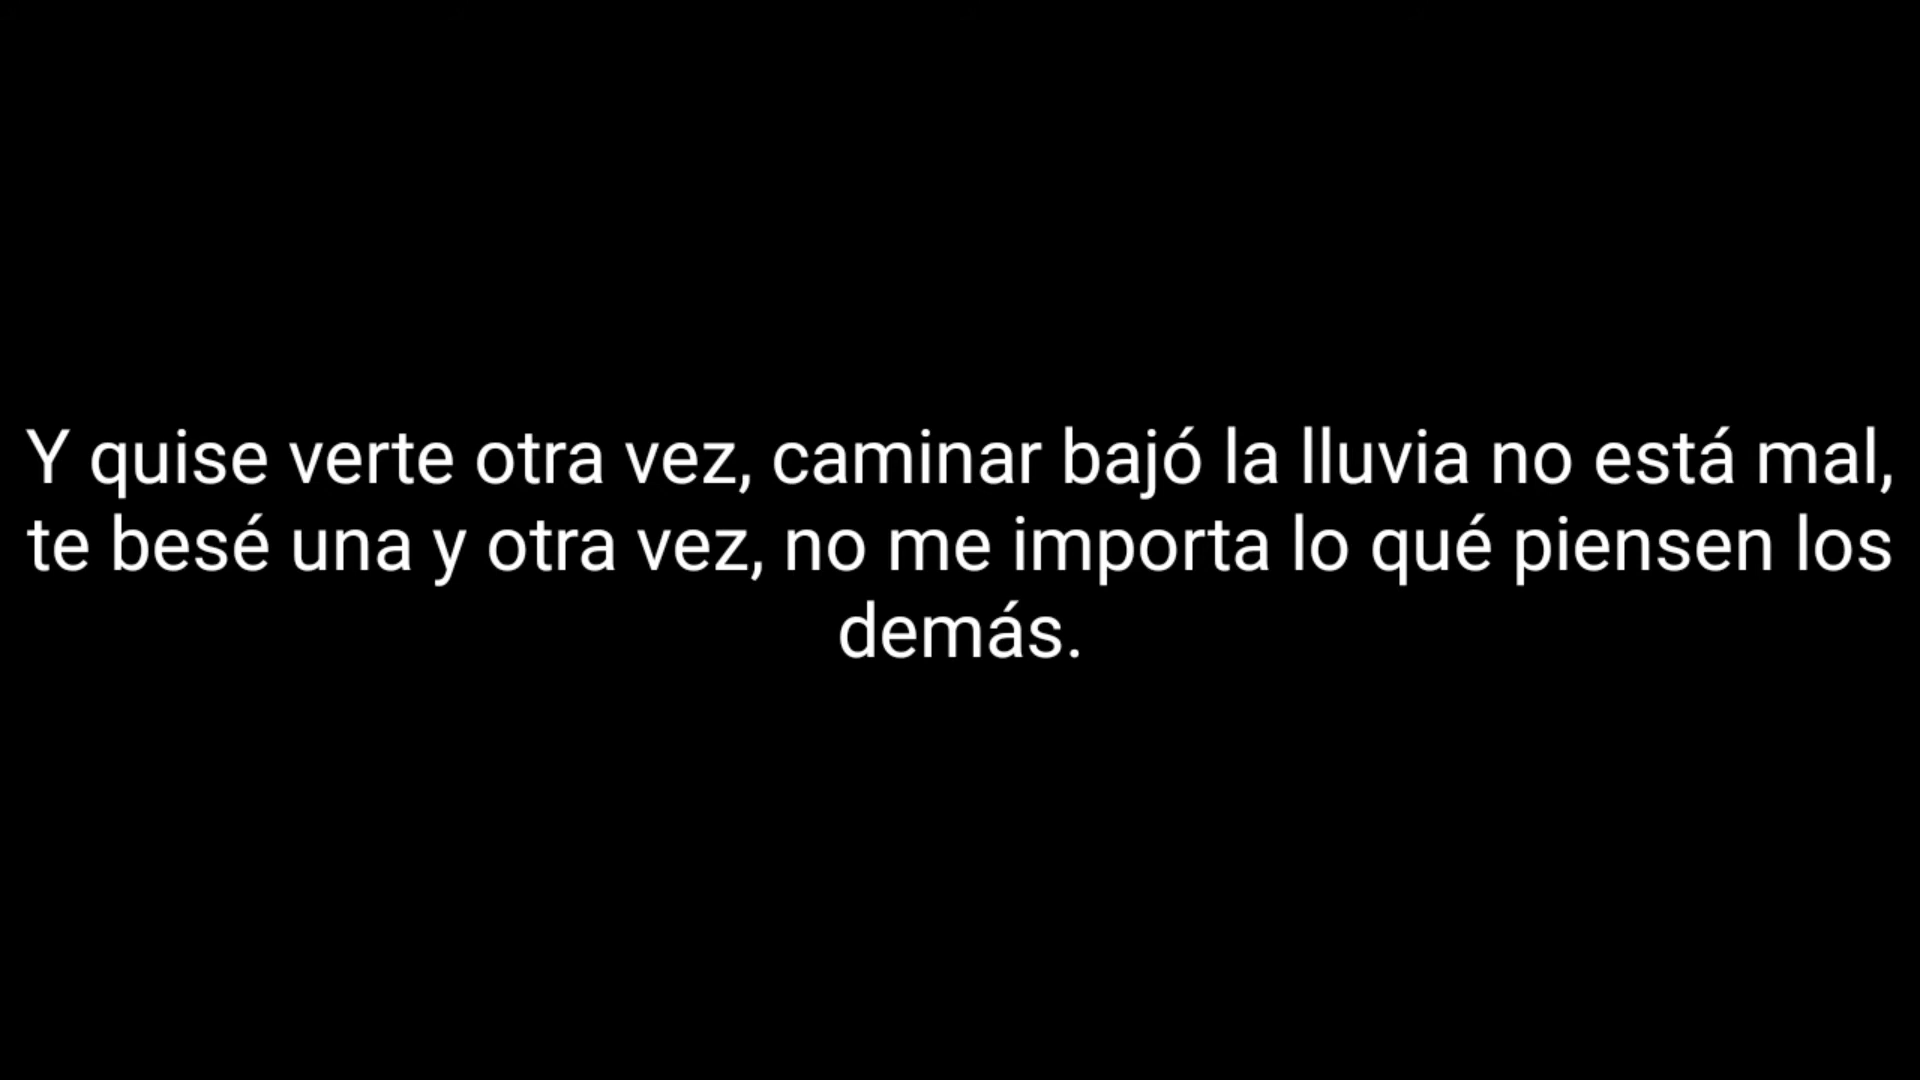 Y quise verte otra vez, caminar bajó la lluvia no está mal,
te besé una y otra vez, no me importa lo qué piensen los
demás.